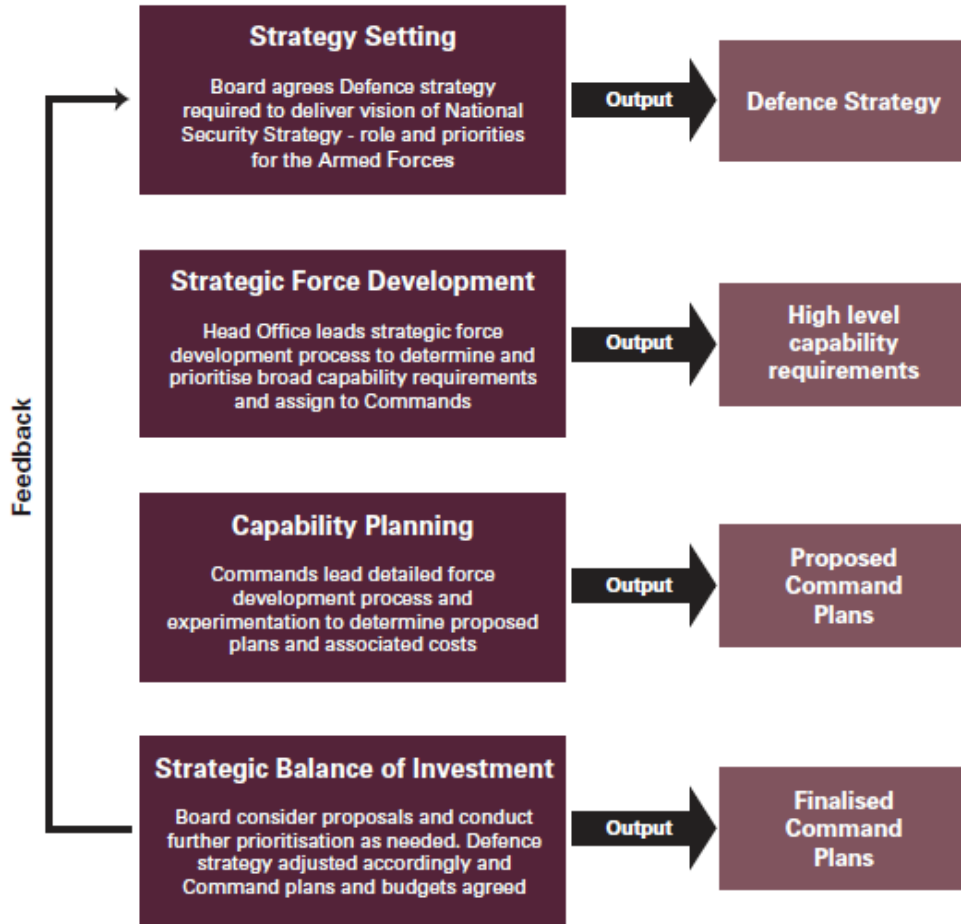 Strategy Setting
Board agrees Defence strategy
required to deliver vision of National
Security Strategy - role and priorities
for the Armed Forces
Output
Defence Strategy
Strategic Force Development
Head Office leads strategic force
development process to determine and
prioritise broad capability requirements
and assign to Commands
Output
High level
capability
requirements
Feedback
Capability Planning
Commands lead detailed force
development process and
experimentation to determine proposed
plans and associated costs
Output
Proposed
Command
Plans
Strategic Balance of Investment
Board consider proposals and conduct
further prioritisation as needed. Defence
strategy adjusted accordingly and
Command plans and budgets agreed
Output
Finalised
Command
Plans